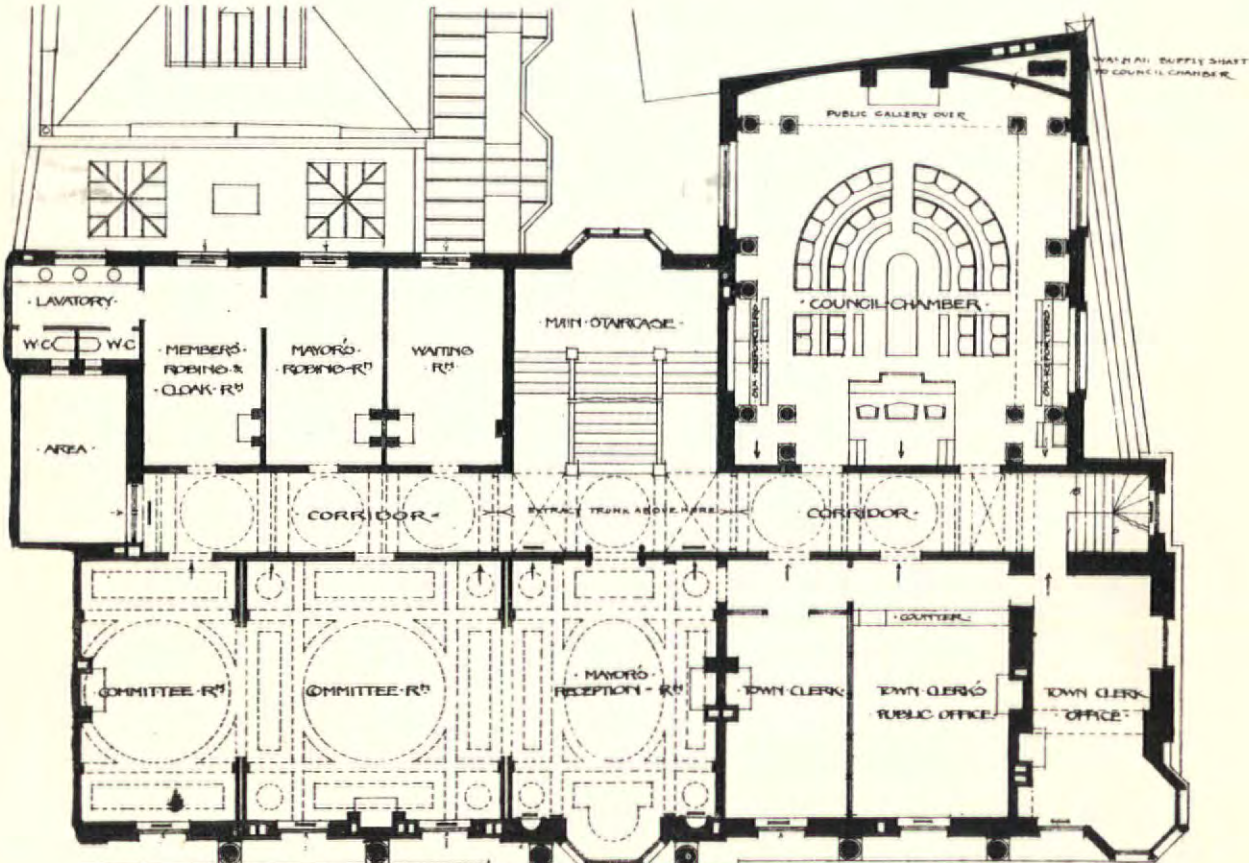 WARM AIR SUPPLY SHAFT
TO COUNCIL CHAMBER
PUBLIC GALLERY OVER
· LAVATORY ·
W·C
W·C
· MEMBERS'
· ROBING &
· CLOAK · Rᴹ
· MAYOR'S
· ROBING · Rᴹ
WAITING
Rᴹ
· MAIN · STAIRCASE ·
· COUNCIL · CHAMBER ·
REPORTERS
REPORTERS
· AREA ·
CORRIDOR
EXTRACT TRUNK ABOVE HERE
CORRIDOR
· COUNTER ·
COMMITTEE · Rᴹ
COMMITTEE · Rᴹ
· MAYOR'S
RECEPTION · Rᴹ
· TOWN CLERK ·
TOWN CLERK'S
PUBLIC OFFICE
TOWN CLERK
OFFICE ·